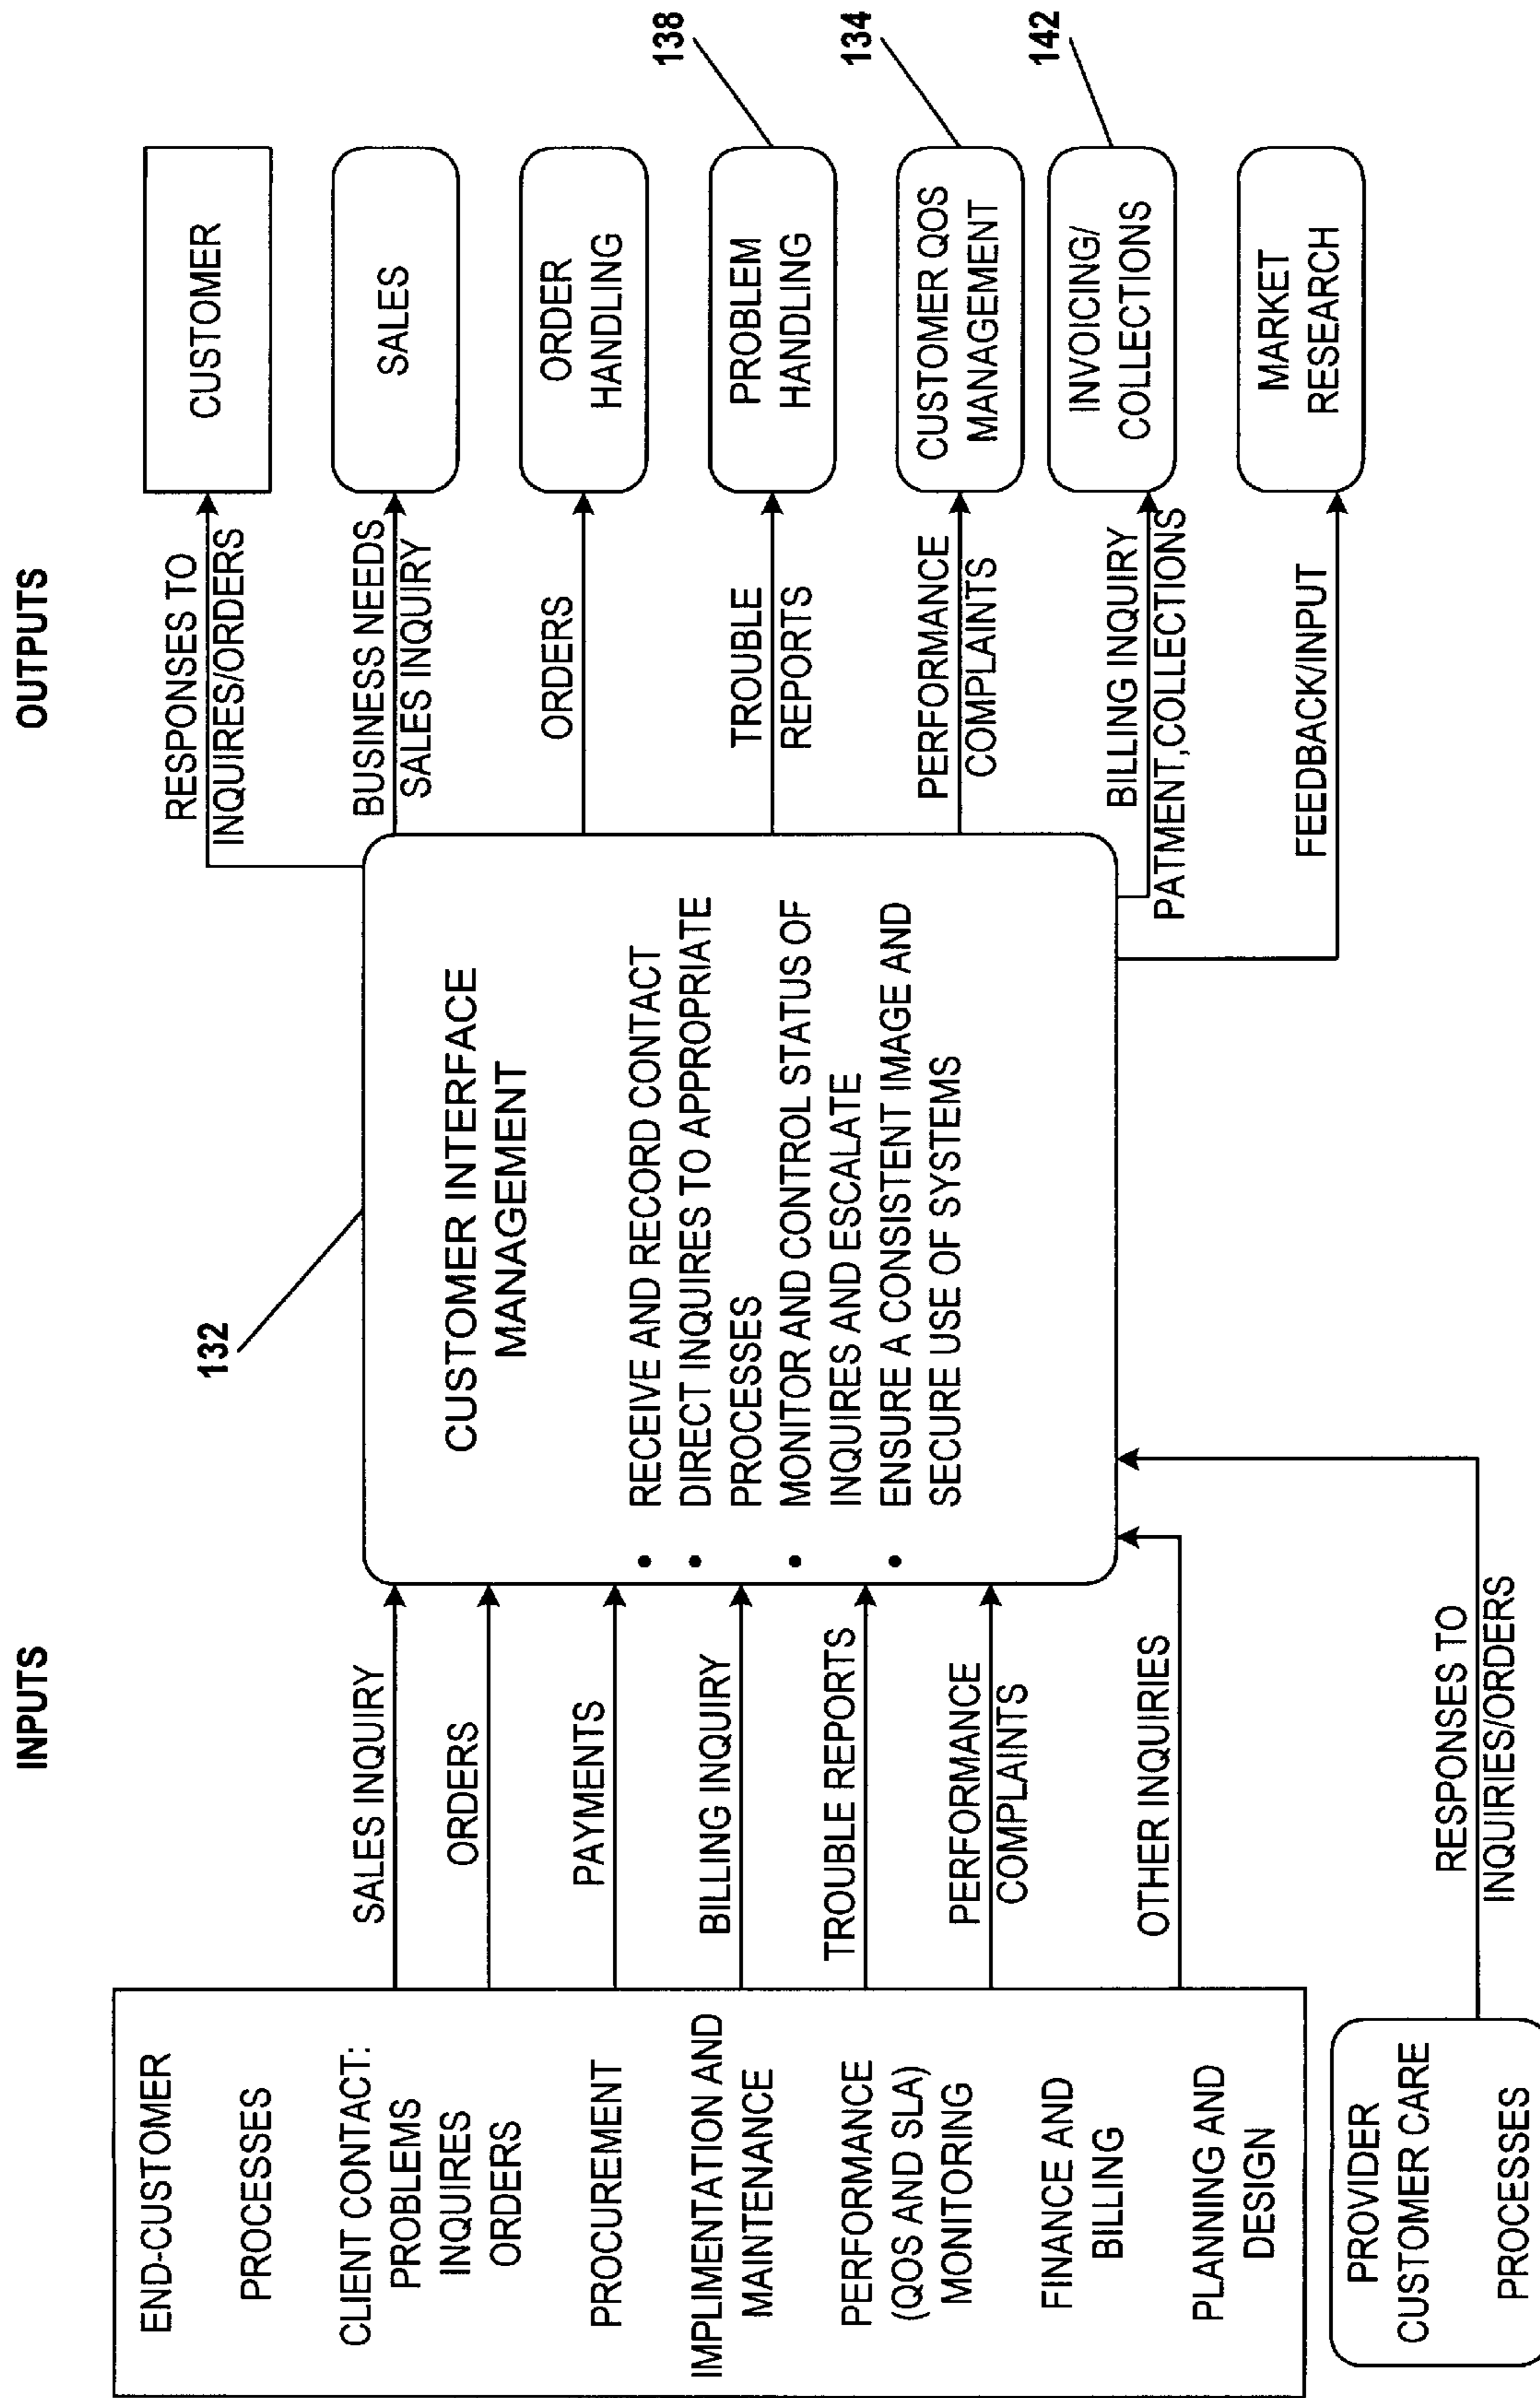 INPUTS
OUTPUTS
END-CUSTOMER
PROCESSES
CLIENT CONTACT:
PROBLEMS
INQUIRES
ORDERS
PROCUREMENT
IMPLIMENTATION AND
MAINTENANCE
PERFORMANCE
(QOS AND SLA)
MONITORING
FINANCE AND
BILLING
PLANNING AND
DESIGN
PROVIDER
CUSTOMER CARE
PROCESSES
SALES INQUIRY
ORDERS
PAYMENTS
BILLING INQUIRY
TROUBLE REPORTS
PERFORMANCE
COMPLAINTS
OTHER INQUIRIES
RESPONSES TO
INQUIRIES/ORDERS
132
CUSTOMER INTERFACE
MANAGEMENT
• RECEIVE AND RECORD CONTACT
• DIRECT INQUIRES TO APPROPRIATE
PROCESSES
• MONITOR AND CONTROL STATUS OF
INQUIRES AND ESCALATE
• ENSURE A CONSISTENT IMAGE AND
SECURE USE OF SYSTEMS
RESPONSES TO
INQUIRES/ORDERS
BUSINESS NEEDS
SALES INQUIRY
ORDERS
TROUBLE
REPORTS
PERFORMANCE
COMPLAINTS
BILLING INQUIRY
PATMENT,COLLECTIONS
FEEDBACK/INPUT
CUSTOMER
SALES
ORDER
HANDLING
PROBLEM
HANDLING
138
CUSTOMER QOS
MANAGEMENT
134
INVOICING/
COLLECTIONS
142
MARKET
RESEARCH